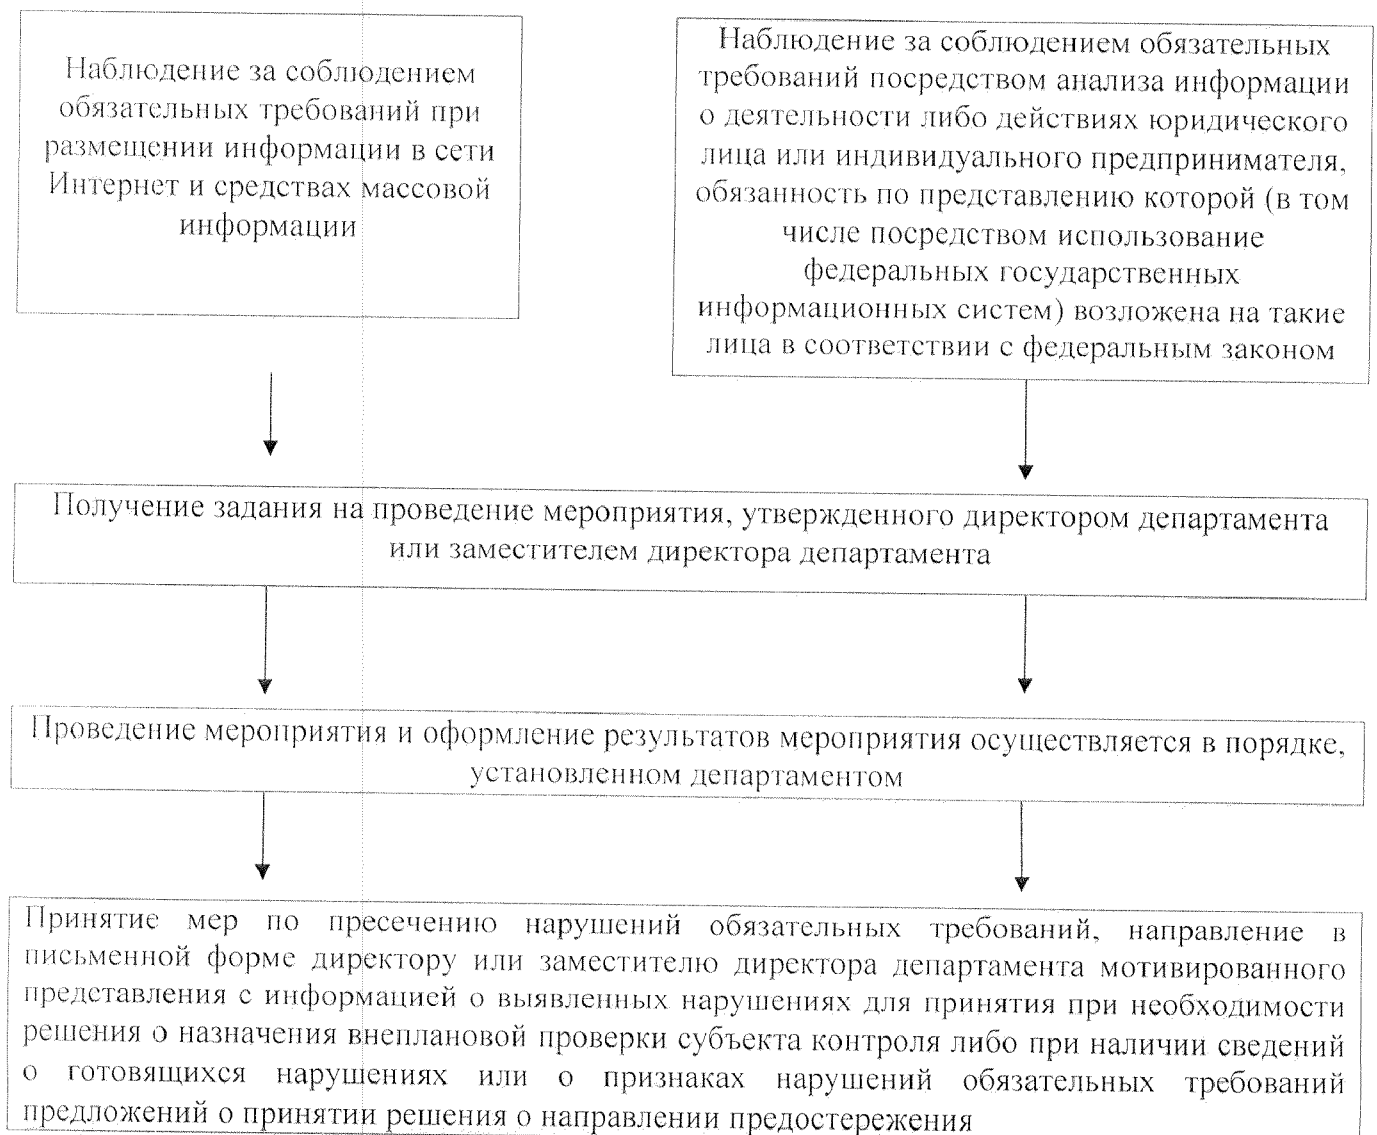 Наблюдение за соблюдением
обязательных требований при
размещении информации в сети
Интернет и средствах массовой
информации
Наблюдение за соблюдением обязательных
требований посредством анализа информации
о деятельности либо действиях юридического
лица или индивидуального предпринимателя,
обязанность по представлению которой (в том
числе посредством использование
федеральных государственных
информационных систем) возложена на такие
лица в соответствии с федеральным законом
Получение задания на проведение мероприятия, утвержденного директором департамента
или заместителем директора департамента
Проведение мероприятия и оформление результатов мероприятия осуществляется в порядке,
установленном департаментом
Принятие мер по пресечению нарушений обязательных требований, направление в
письменной форме директору или заместителю директора департамента мотивированного
представления с информацией о выявленных нарушениях для принятия при необходимости
решения о назначения внеплановой проверки субъекта контроля либо при наличии сведений
о готовящихся нарушениях или о признаках нарушений обязательных требований
предложений о принятии решения о направлении предостережения